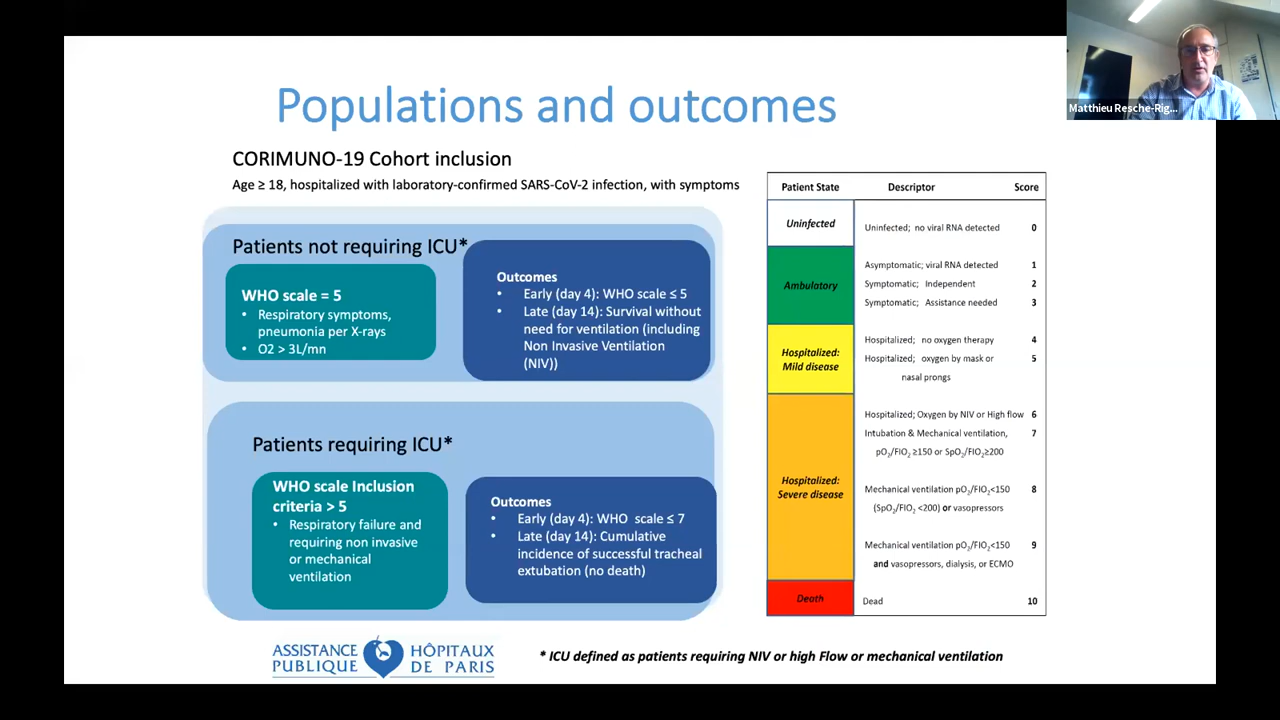 Populations and outcomes
CORIMUNO-19 Cohort inclusion
Age ≥ 18, hospitalized with laboratory-confirmed SARS-CoV-2 infection, with symptoms
Patients not requiring ICU*
WHO scale = 5
• Respiratory symptoms,
pneumonia per X-rays
• O2 > 3L/mn
Outcomes
• Early (day 4): WHO scale ≤ 5
• Late (day 14): Survival without
need for ventilation (including
Non Invasive Ventilation
(NIV))
Patients requiring ICU*
WHO scale Inclusion
criteria > 5
• Respiratory failure and
requiring non invasive
or mechanical
ventilation
Outcomes
• Early (day 4): WHO scale ≤ 7
• Late (day 14): Cumulative
incidence of successful tracheal
extubation (no death)
Patient State Descriptor Score
Uninfected Uninfected; no viral RNA detected 0
Ambulatory
Asymptomatic; viral RNA detected 1
Symptomatic; Independent 2
Symptomatic; Assistance needed 3
Hospitalized:
Mild disease
Hospitalized; no oxygen therapy 4
Hospitalized; oxygen by mask or 5
nasal prongs
Hospitalized:
Severe disease
Hospitalized; Oxygen by NIV or High flow 6
Intubation & Mechanical ventilation, 7
pO₂/FIO₂ ≥150 or SpO₂/FIO₂≥200
Mechanical ventilation pO₂/FIO₂<150 8
(SpO₂/FIO₂ <200) or vasopressors
Mechanical ventilation pO₂/FIO₂<150 9
and vasopressors, dialysis, or ECMO
Death Dead 10
ASSISTANCE HÔPITAUX
PUBLIQUE DE PARIS
* ICU defined as patients requiring NIV or high Flow or mechanical ventilation
Matthieu Resche-Rig...